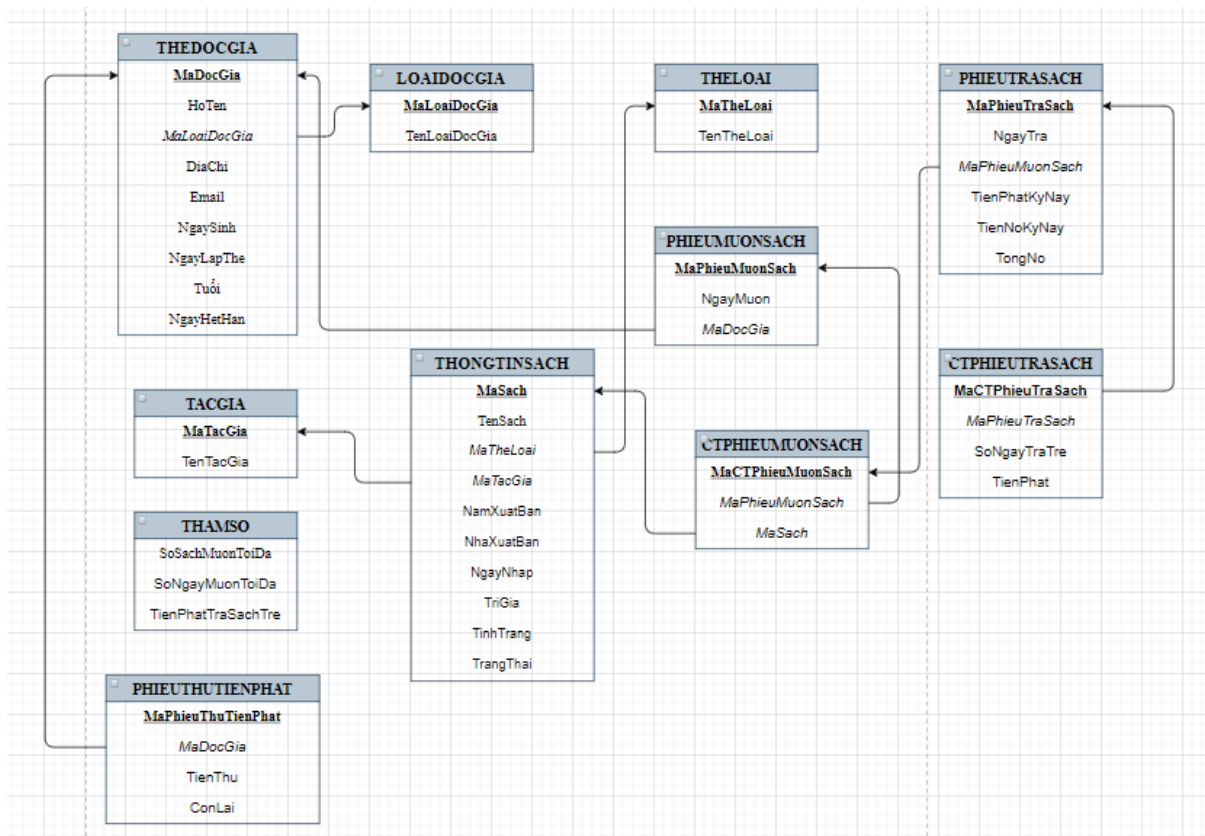 THEDOCGIA
MaDocGia
HoTen
MaLoaiDocGia
DiaChi
Email
NgaySinh
NgayLapThe
Tuổi
NgayHetHan
LOAIDOCGIA
MaLoaiDocGia
TenLoaiDocGia
THELOAI
MaTheLoai
TenTheLoai
PHIEUTRASACH
MaPhieuTraSach
NgayTra
MaPhieuMuonSach
TienPhatKyNay
TienNoKyNay
TongNo
PHIEUMUONSACH
MaPhieuMuonSach
NgayMuon
MaDocGia
THONGTINSACH
MaSach
TenSach
MaTheLoai
MaTacGia
NamXuatBan
NhaXuatBan
NgayNhap
TriGia
TinhTrang
TrangThai
CTPHIEUTRASACH
MaCTPhieuTraSach
MaPhieuTraSach
SoNgayTraTre
TienPhat
TACGIA
MaTacGia
TenTacGia
CTPHIEUMUONSACH
MaCTPhieuMuonSach
MaPhieuMuonSach
MaSach
THAMSO
SoSachMuonToiDa
SoNgayMuonToiDa
TienPhatTraSachTre
PHIEUTHUTIENPHAT
MaPhieuThuTienPhat
MaDocGia
TienThu
ConLai